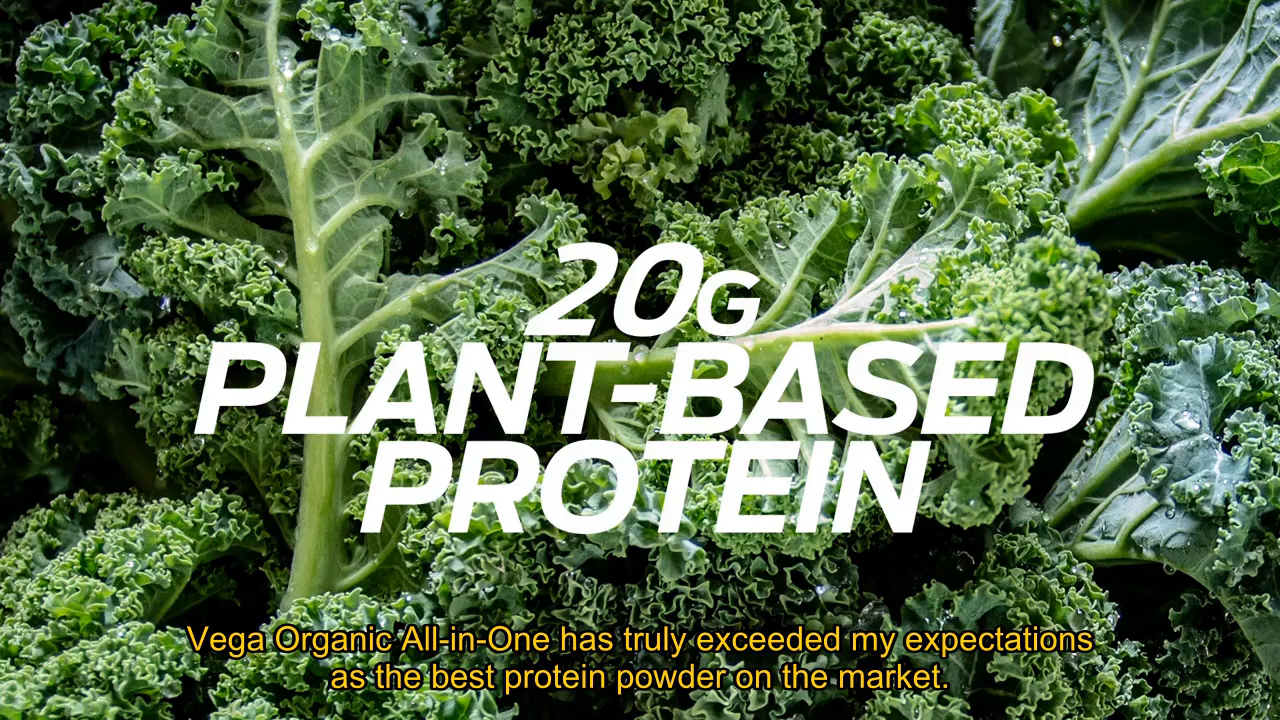 20G
PLANT-BASED
PROTEIN
Vega Organic All-in-One has truly exceeded my expectations
as the best protein powder on the market.